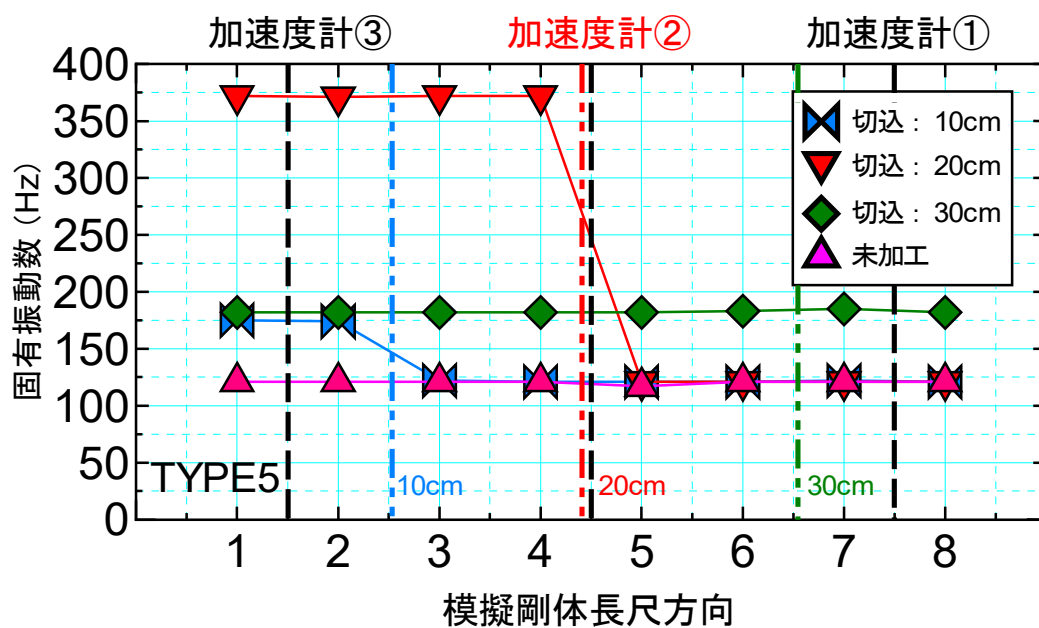 加速度計③ 加速度計② 加速度計①
400
350
300
250
200
150
100
50
0
固有振動数 (Hz)
切込： 10cm
切込： 20cm
切込： 30cm
未加工
TYPE5
10cm 20cm 30cm
1 2 3 4 5 6 7 8
模擬剛体長尺方向